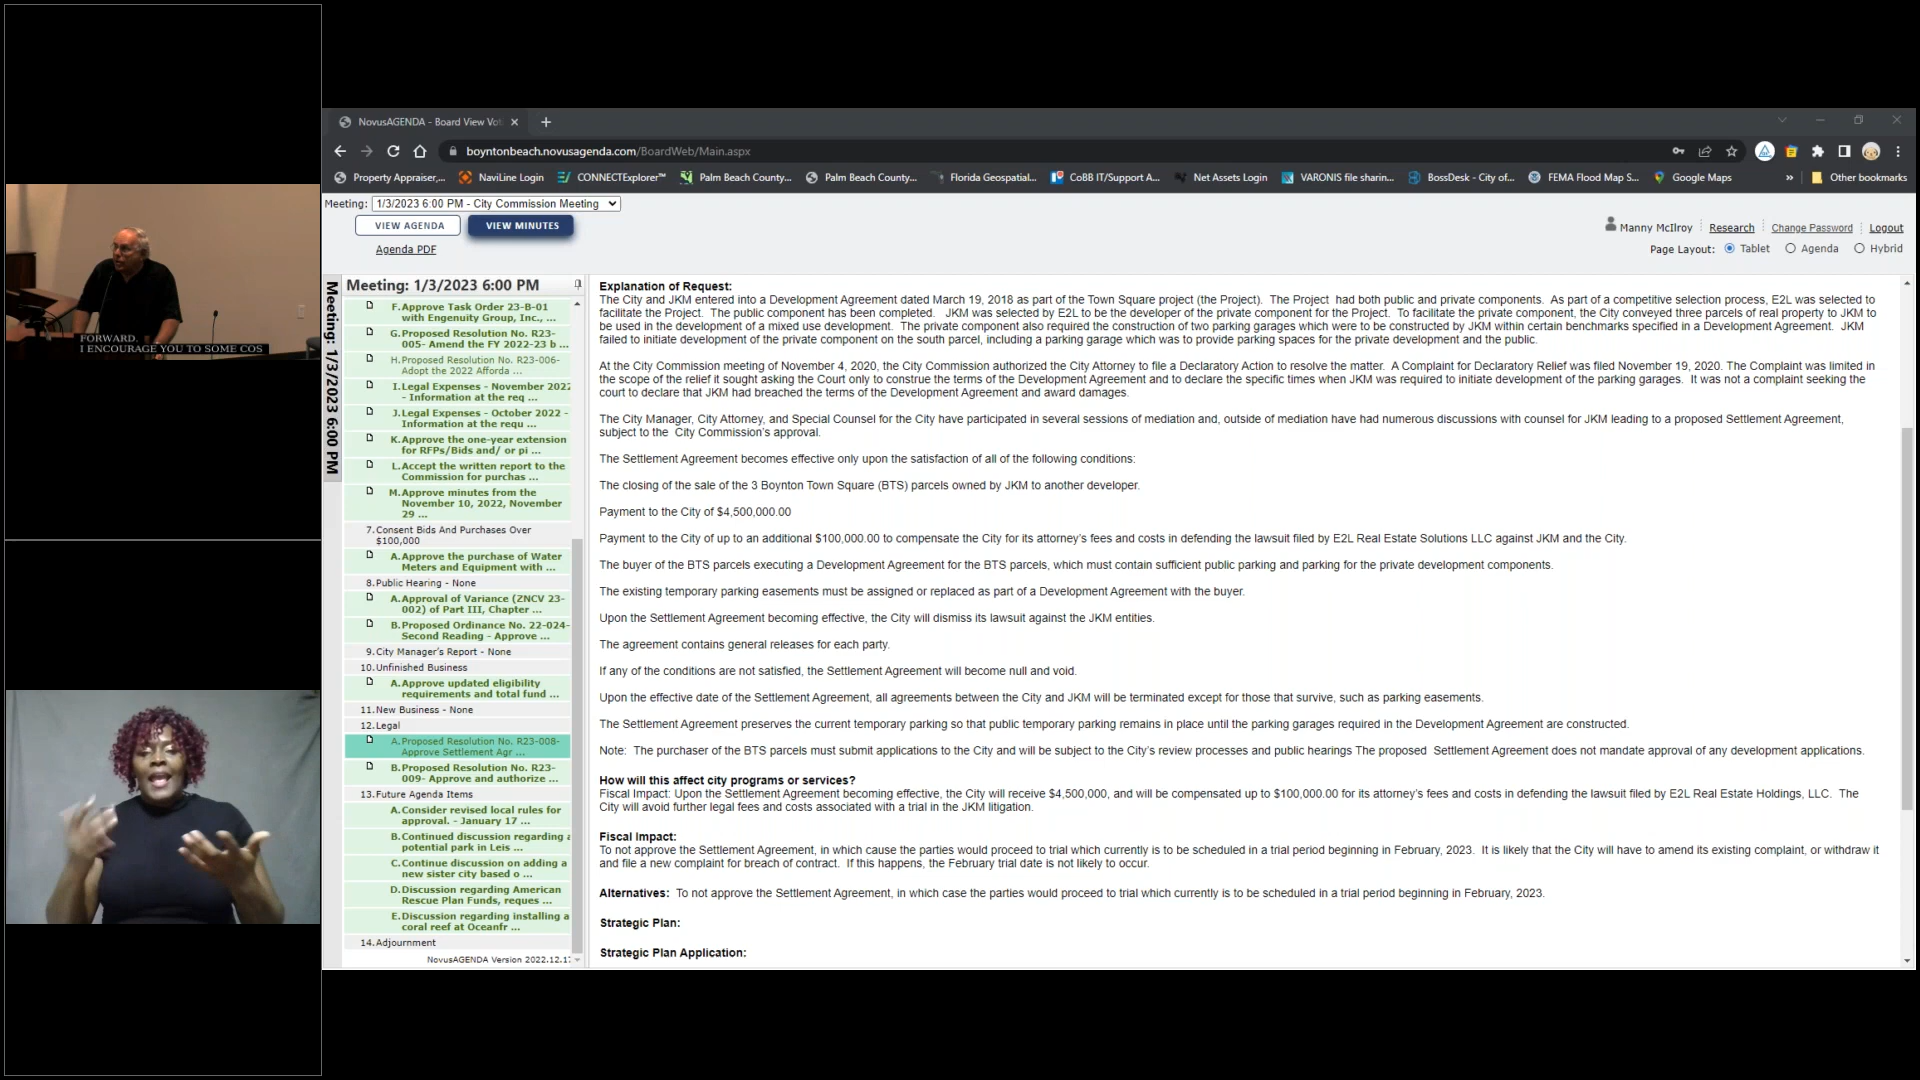 FORWARD.
I ENCOURAGE YOU TO SOME COS
NovusAGENDA - Board View Vot
boyntonbeach.novusagenda.com/BoardWeb/Main.aspx
Property Appraiser,...
NaviLine Login
CONNECTExplorer™
Palm Beach County...
Palm Beach County...
Florida Geospatial...
CoBB IT/Support A...
Net Assets Login
VARONIS file sharin...
BossDesk - City of...
FEMA Flood Map S...
Google Maps
»
Other bookmarks
Meeting: 1/3/2023 6:00 PM - City Commission Meeting
VIEW AGENDA
VIEW MINUTES
Agenda PDF
Manny McIlroy
Research
Change Password
Logout
Page Layout: Tablet Agenda Hybrid
Meeting: 1/3/2023 6:00 PM
Meeting: 1/3/2023 6:00 PM
F.Approve Task Order 23-B-01
with Engenuity Group, Inc., ...
G.Proposed Resolution No. R23-
005- Amend the FY 2022-23 b ...
H.Proposed Resolution No. R23-006-
Adopt the 2022 Afforda ...
I.Legal Expenses - November 2022
- Information at the req ...
J.Legal Expenses - October 2022 -
Information at the requ ...
K.Approve the one-year extension
for RFPs/Bids and/ or pi ...
L.Accept the written report to the
Commission for purchas ...
M.Approve minutes from the
November 10, 2022, November
29 ...
7.Consent Bids And Purchases Over
$100,000
A.Approve the purchase of Water
Meters and Equipment with ...
8.Public Hearing - None
A.Approval of Variance (ZNCV 23-
002) of Part III, Chapter ...
B.Proposed Ordinance No. 22-024-
Second Reading - Approve ...
9.City Manager's Report - None
10.Unfinished Business
A.Approve updated eligibility
requirements and total fund ...
11.New Business - None
12.Legal
A.Proposed Resolution No. R23-008-
Approve Settlement Agr ...
B.Proposed Resolution No. R23-
009- Approve and authorize ...
13.Future Agenda Items
A.Consider revised local rules for
approval. - January 17 ...
B.Continued discussion regarding a
potential park in Leis ...
C.Continue discussion on adding a
new sister city based o ...
D.Discussion regarding American
Rescue Plan Funds, reques ...
E.Discussion regarding installing a
coral reef at Oceanfr ...
14.Adjournment
NovusAGENDA Version 2022.12.17
Explanation of Request:
The City and JKM entered into a Development Agreement dated March 19, 2018 as part of the Town Square project (the Project). The Project had both public and private components. As part of a competitive selection process, E2L was selected to
facilitate the Project. The public component has been completed. JKM was selected by E2L to be the developer of the private component for the Project. To facilitate the private component, the City conveyed three parcels of real property to JKM to
be used in the development of a mixed use development. The private component also required the construction of two parking garages which were to be constructed by JKM within certain benchmarks specified in a Development Agreement. JKM
failed to initiate development of the private component on the south parcel, including a parking garage which was to provide parking spaces for the private development and the public.
At the City Commission meeting of November 4, 2020, the City Commission authorized the City Attorney to file a Declaratory Action to resolve the matter. A Complaint for Declaratory Relief was filed November 19, 2020. The Complaint was limited in
the scope of the relief it sought asking the Court only to construe the terms of the Development Agreement and to declare the specific times when JKM was required to initiate development of the parking garages. It was not a complaint seeking the
court to declare that JKM had breached the terms of the Development Agreement and award damages.
The City Manager, City Attorney, and Special Counsel for the City have participated in several sessions of mediation and, outside of mediation have had numerous discussions with counsel for JKM leading to a proposed Settlement Agreement,
subject to the City Commission's approval.
The Settlement Agreement becomes effective only upon the satisfaction of all of the following conditions:
The closing of the sale of the 3 Boynton Town Square (BTS) parcels owned by JKM to another developer.
Payment to the City of $4,500,000.00
Payment to the City of up to an additional $100,000.00 to compensate the City for its attorney's fees and costs in defending the lawsuit filed by E2L Real Estate Solutions LLC against JKM and the City.
The buyer of the BTS parcels executing a Development Agreement for the BTS parcels, which must contain sufficient public parking and parking for the private development components.
The existing temporary parking easements must be assigned or replaced as part of a Development Agreement with the buyer.
Upon the Settlement Agreement becoming effective, the City will dismiss its lawsuit against the JKM entities.
The agreement contains general releases for each party.
If any of the conditions are not satisfied, the Settlement Agreement will become null and void.
Upon the effective date of the Settlement Agreement, all agreements between the City and JKM will be terminated except for those that survive, such as parking easements.
The Settlement Agreement preserves the current temporary parking so that public temporary parking remains in place until the parking garages required in the Development Agreement are constructed.
Note: The purchaser of the BTS parcels must submit applications to the City and will be subject to the City's review processes and public hearings The proposed Settlement Agreement does not mandate approval of any development applications.
How will this affect city programs or services?
Fiscal Impact: Upon the Settlement Agreement becoming effective, the City will receive $4,500,000, and will be compensated up to $100,000.00 for its attorney's fees and costs in defending the lawsuit filed by E2L Real Estate Holdings, LLC. The
City will avoid further legal fees and costs associated with a trial in the JKM litigation.
Fiscal Impact:
To not approve the Settlement Agreement, in which cause the parties would proceed to trial which currently is to be scheduled in a trial period beginning in February, 2023. It is likely that the City will have to amend its existing complaint, or withdraw it
and file a new complaint for breach of contract. If this happens, the February trial date is not likely to occur.
Alternatives: To not approve the Settlement Agreement, in which case the parties would proceed to trial which currently is to be scheduled in a trial period beginning in February, 2023.
Strategic Plan:
Strategic Plan Application: